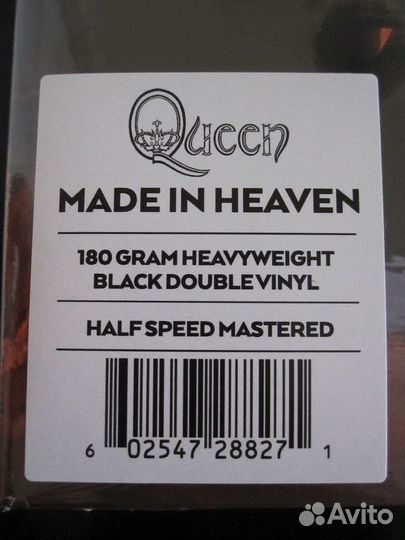 Queen
MADE IN HEAVEN
180 GRAM HEAVYWEIGHT
BLACK DOUBLE VINYL
HALF SPEED MASTERED
6 02547 28827 1
Avito